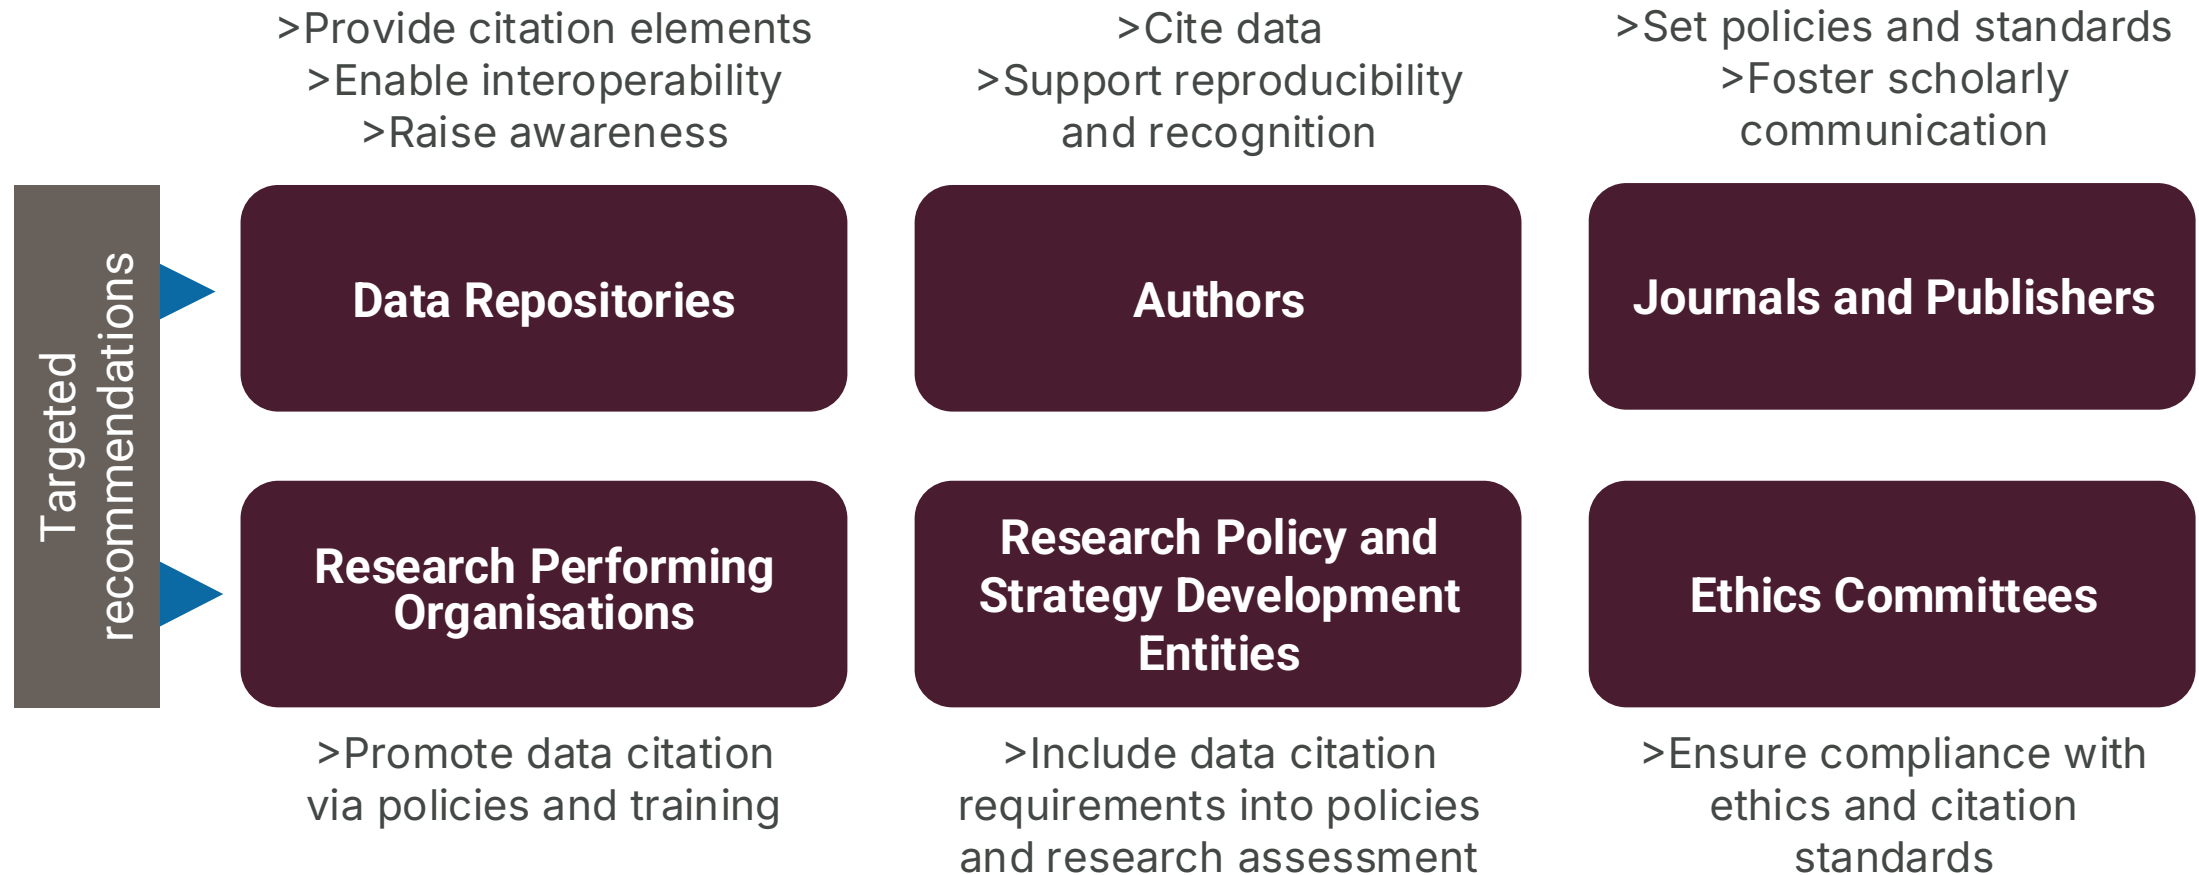 >Provide citation elements
>Enable interoperability
>Raise awareness
>Cite data
>Support reproducibility
and recognition
>Set policies and standards
>Foster scholarly
communication
Targeted
recommendations
Data Repositories
Authors
Journals and Publishers
Research Performing
Organisations
Research Policy and
Strategy Development
Entities
Ethics Committees
>Promote data citation
via policies and training
>Include data citation
requirements into policies
and research assessment
>Ensure compliance with
ethics and citation
standards